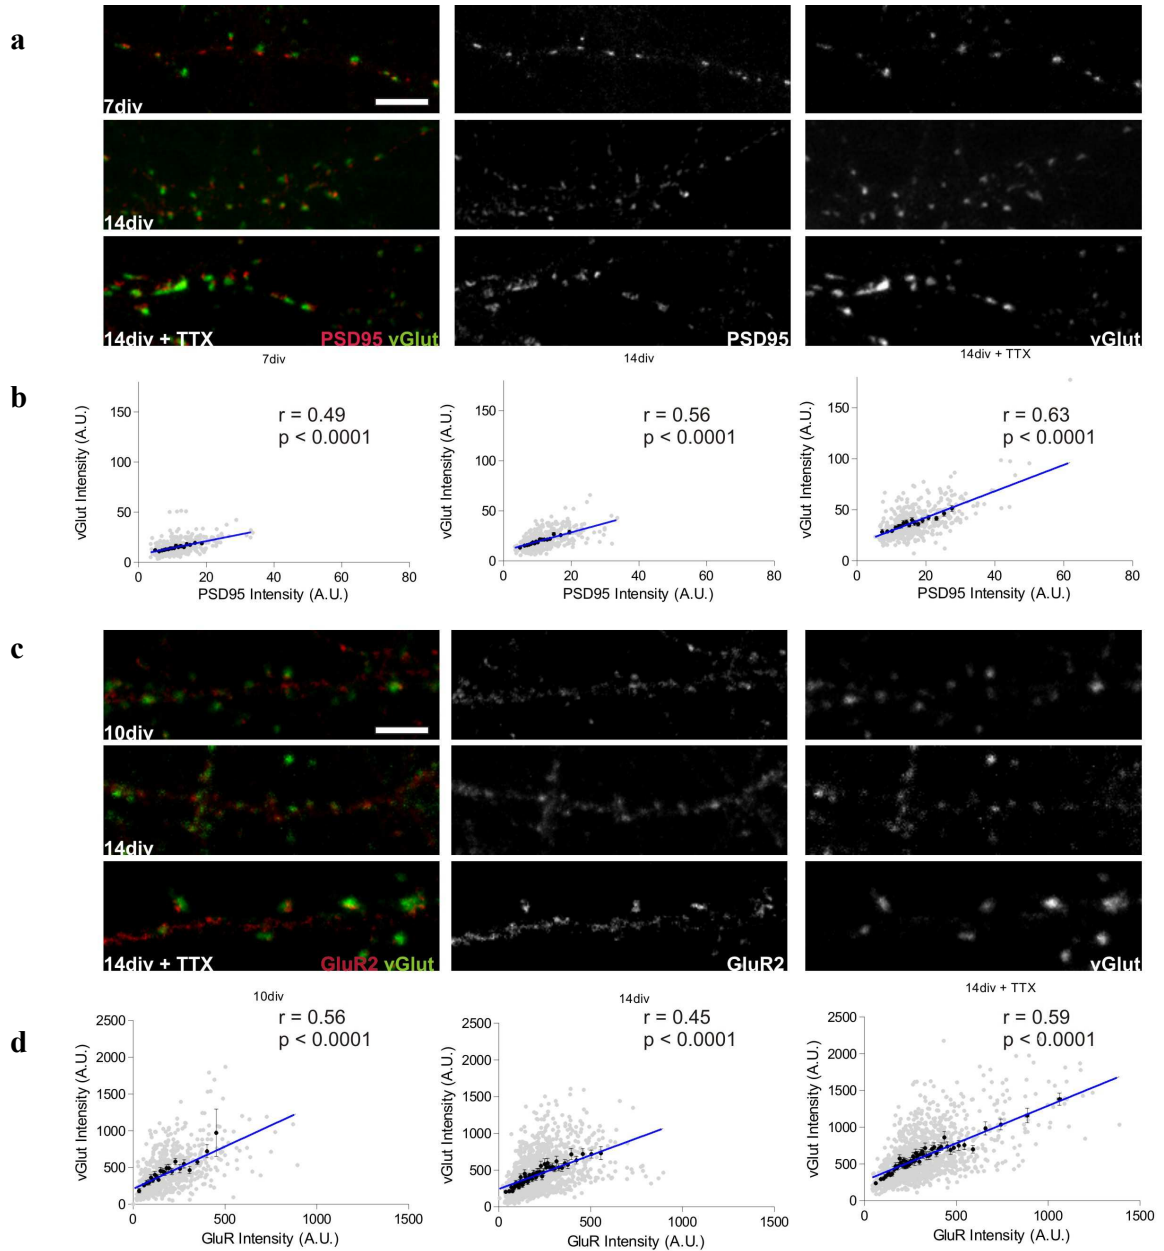 a
7div
14div
14div + TTX
PSD95 vGlut
PSD95
vGlut
b
7div
14div
14div + TTX
r = 0.49
p < 0.0001
r = 0.56
p < 0.0001
r = 0.63
p < 0.0001
vGlut Intensity (A.U.)
150
100
50
0
0 20 40 60 80
PSD95 Intensity (A.U.)
vGlut Intensity (A.U.)
150
100
50
0
0 20 40 60 80
PSD95 Intensity (A.U.)
vGlut Intensity (A.U.)
150
100
50
0
0 20 40 60 80
PSD95 Intensity (A.U.)
c
10div
14div
14div + TTX
GluR2 vGlut
GluR2
vGlut
d
10div
14div
14div + TTX
r = 0.56
p < 0.0001
r = 0.45
p < 0.0001
r = 0.59
p < 0.0001
vGlut Intensity (A.U.)
2500
2000
1500
1000
500
0
0 500 1000 1500
GluR Intensity (A.U.)
vGlut Intensity (A.U.)
2500
2000
1500
1000
500
0
0 500 1000 1500
GluR Intensity (A.U.)
vGlut Intensity (A.U.)
2500
2000
1500
1000
500
0
0 500 1000 1500
GluR Intensity (A.U.)